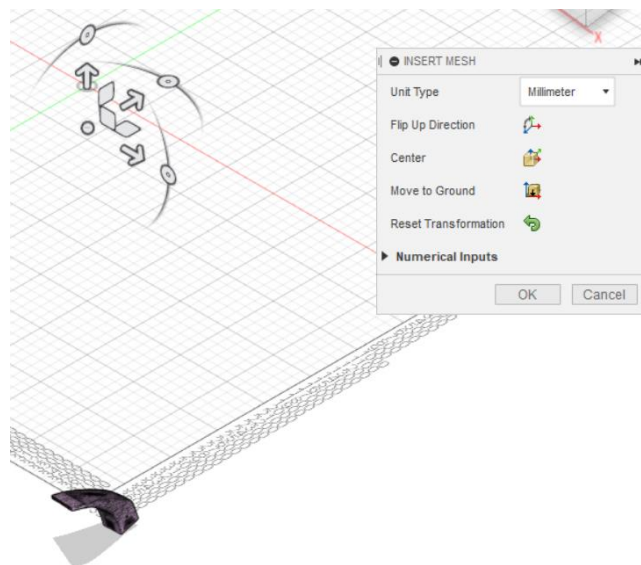 X
INSERT MESH
Unit Type
Millimeter
Flip Up Direction
Center
Move to Ground
Reset Transformation
Numerical Inputs
OK
Cancel